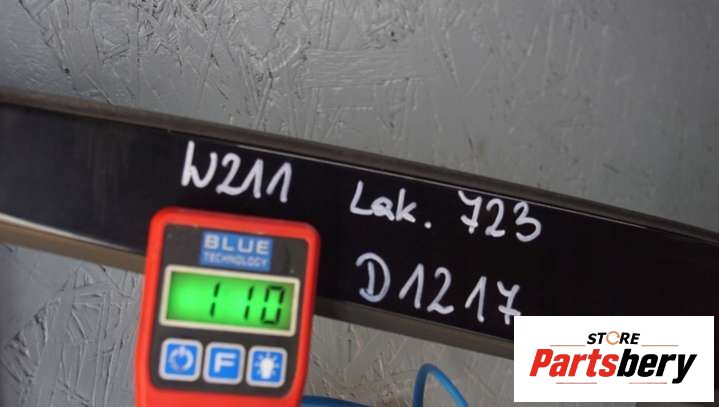 W211 Lak. 723
D1217
BLUE
TECHNOLOGY
110
F
STORE
Partsbery